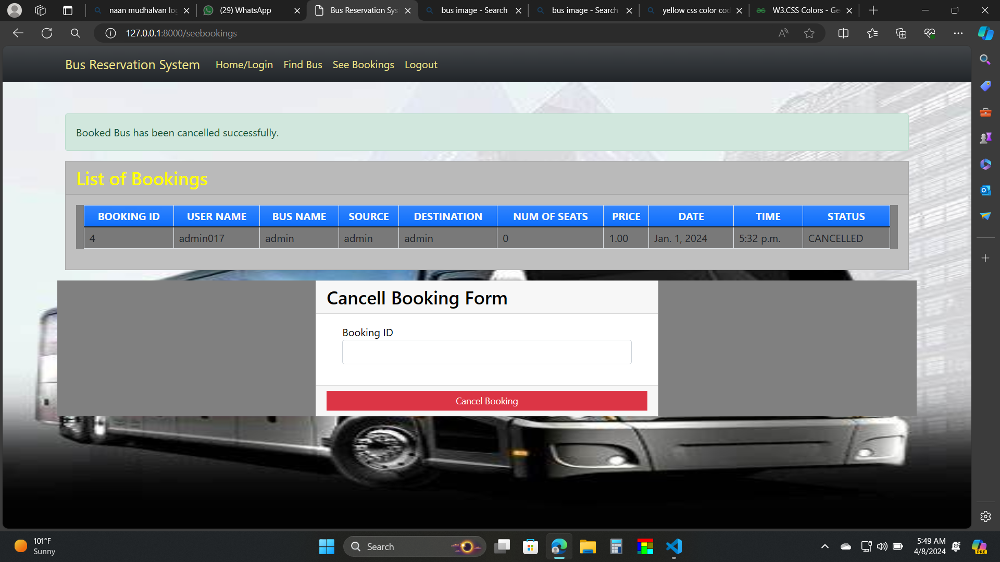 naan mudhalvan log
(29) WhatsApp
Bus Reservation Sys
bus image - Search
bus image - Search
yellow css color cod
W3.CSS Colors - Ge
127.0.0.1:8000/seebookings
Bus Reservation System
Home/Login
Find Bus
See Bookings
Logout
Booked Bus has been cancelled successfully.
List of Bookings
BOOKING ID USER NAME BUS NAME SOURCE DESTINATION NUM OF SEATS PRICE DATE TIME STATUS
4 admin017 admin admin admin 0 1.00 Jan. 1, 2024 5:32 p.m. CANCELLED
Cancell Booking Form
Booking ID
Cancel Booking
101°F
Sunny
Search
5:49 AM
4/8/2024
PRE